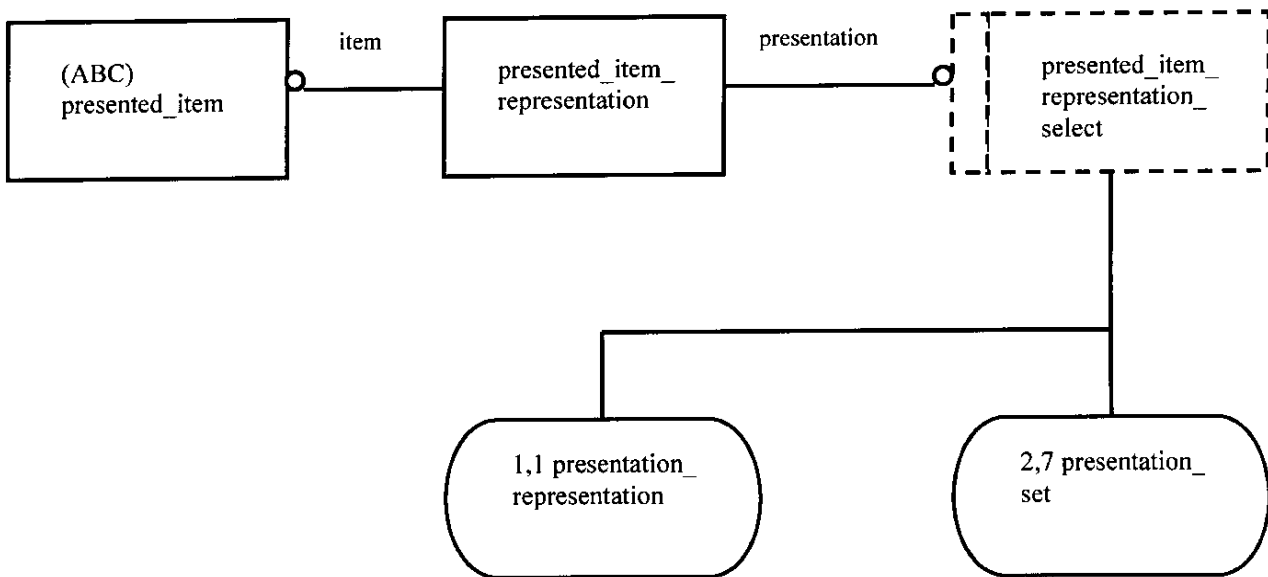 (ABC)
presented_item
item
presented_item_
representation
presentation
presented_item_
representation_
select
1,1 presentation_
representation
2,7 presentation_
set